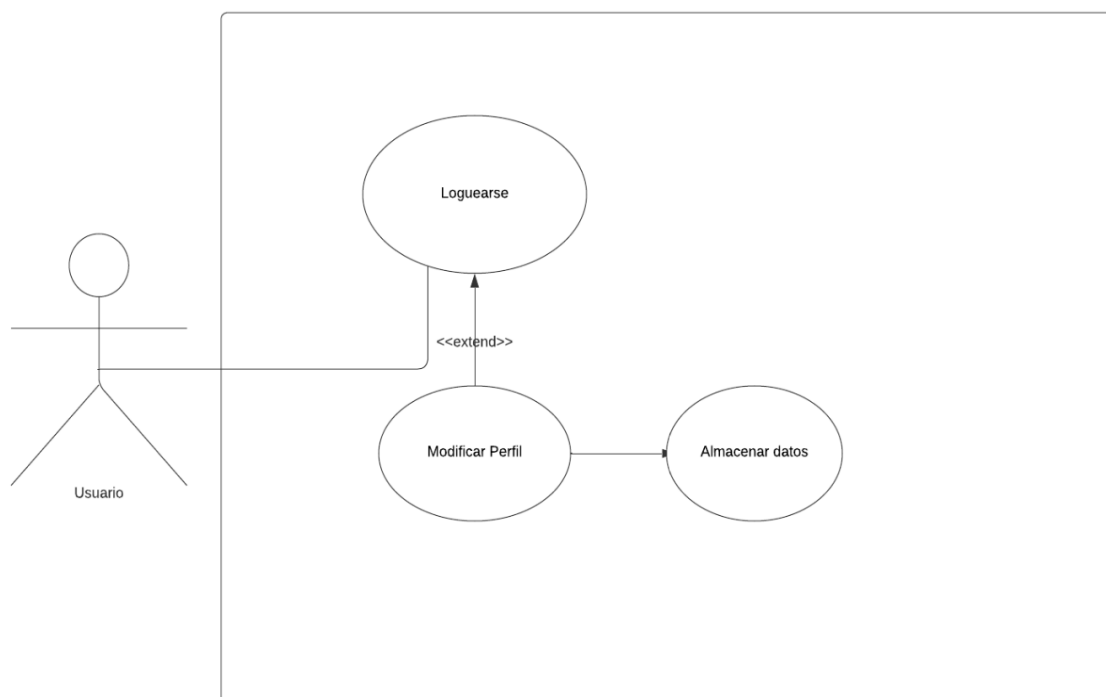 Loguearse
<<extend>>
Modificar Perfil
Almacenar datos
Usuario